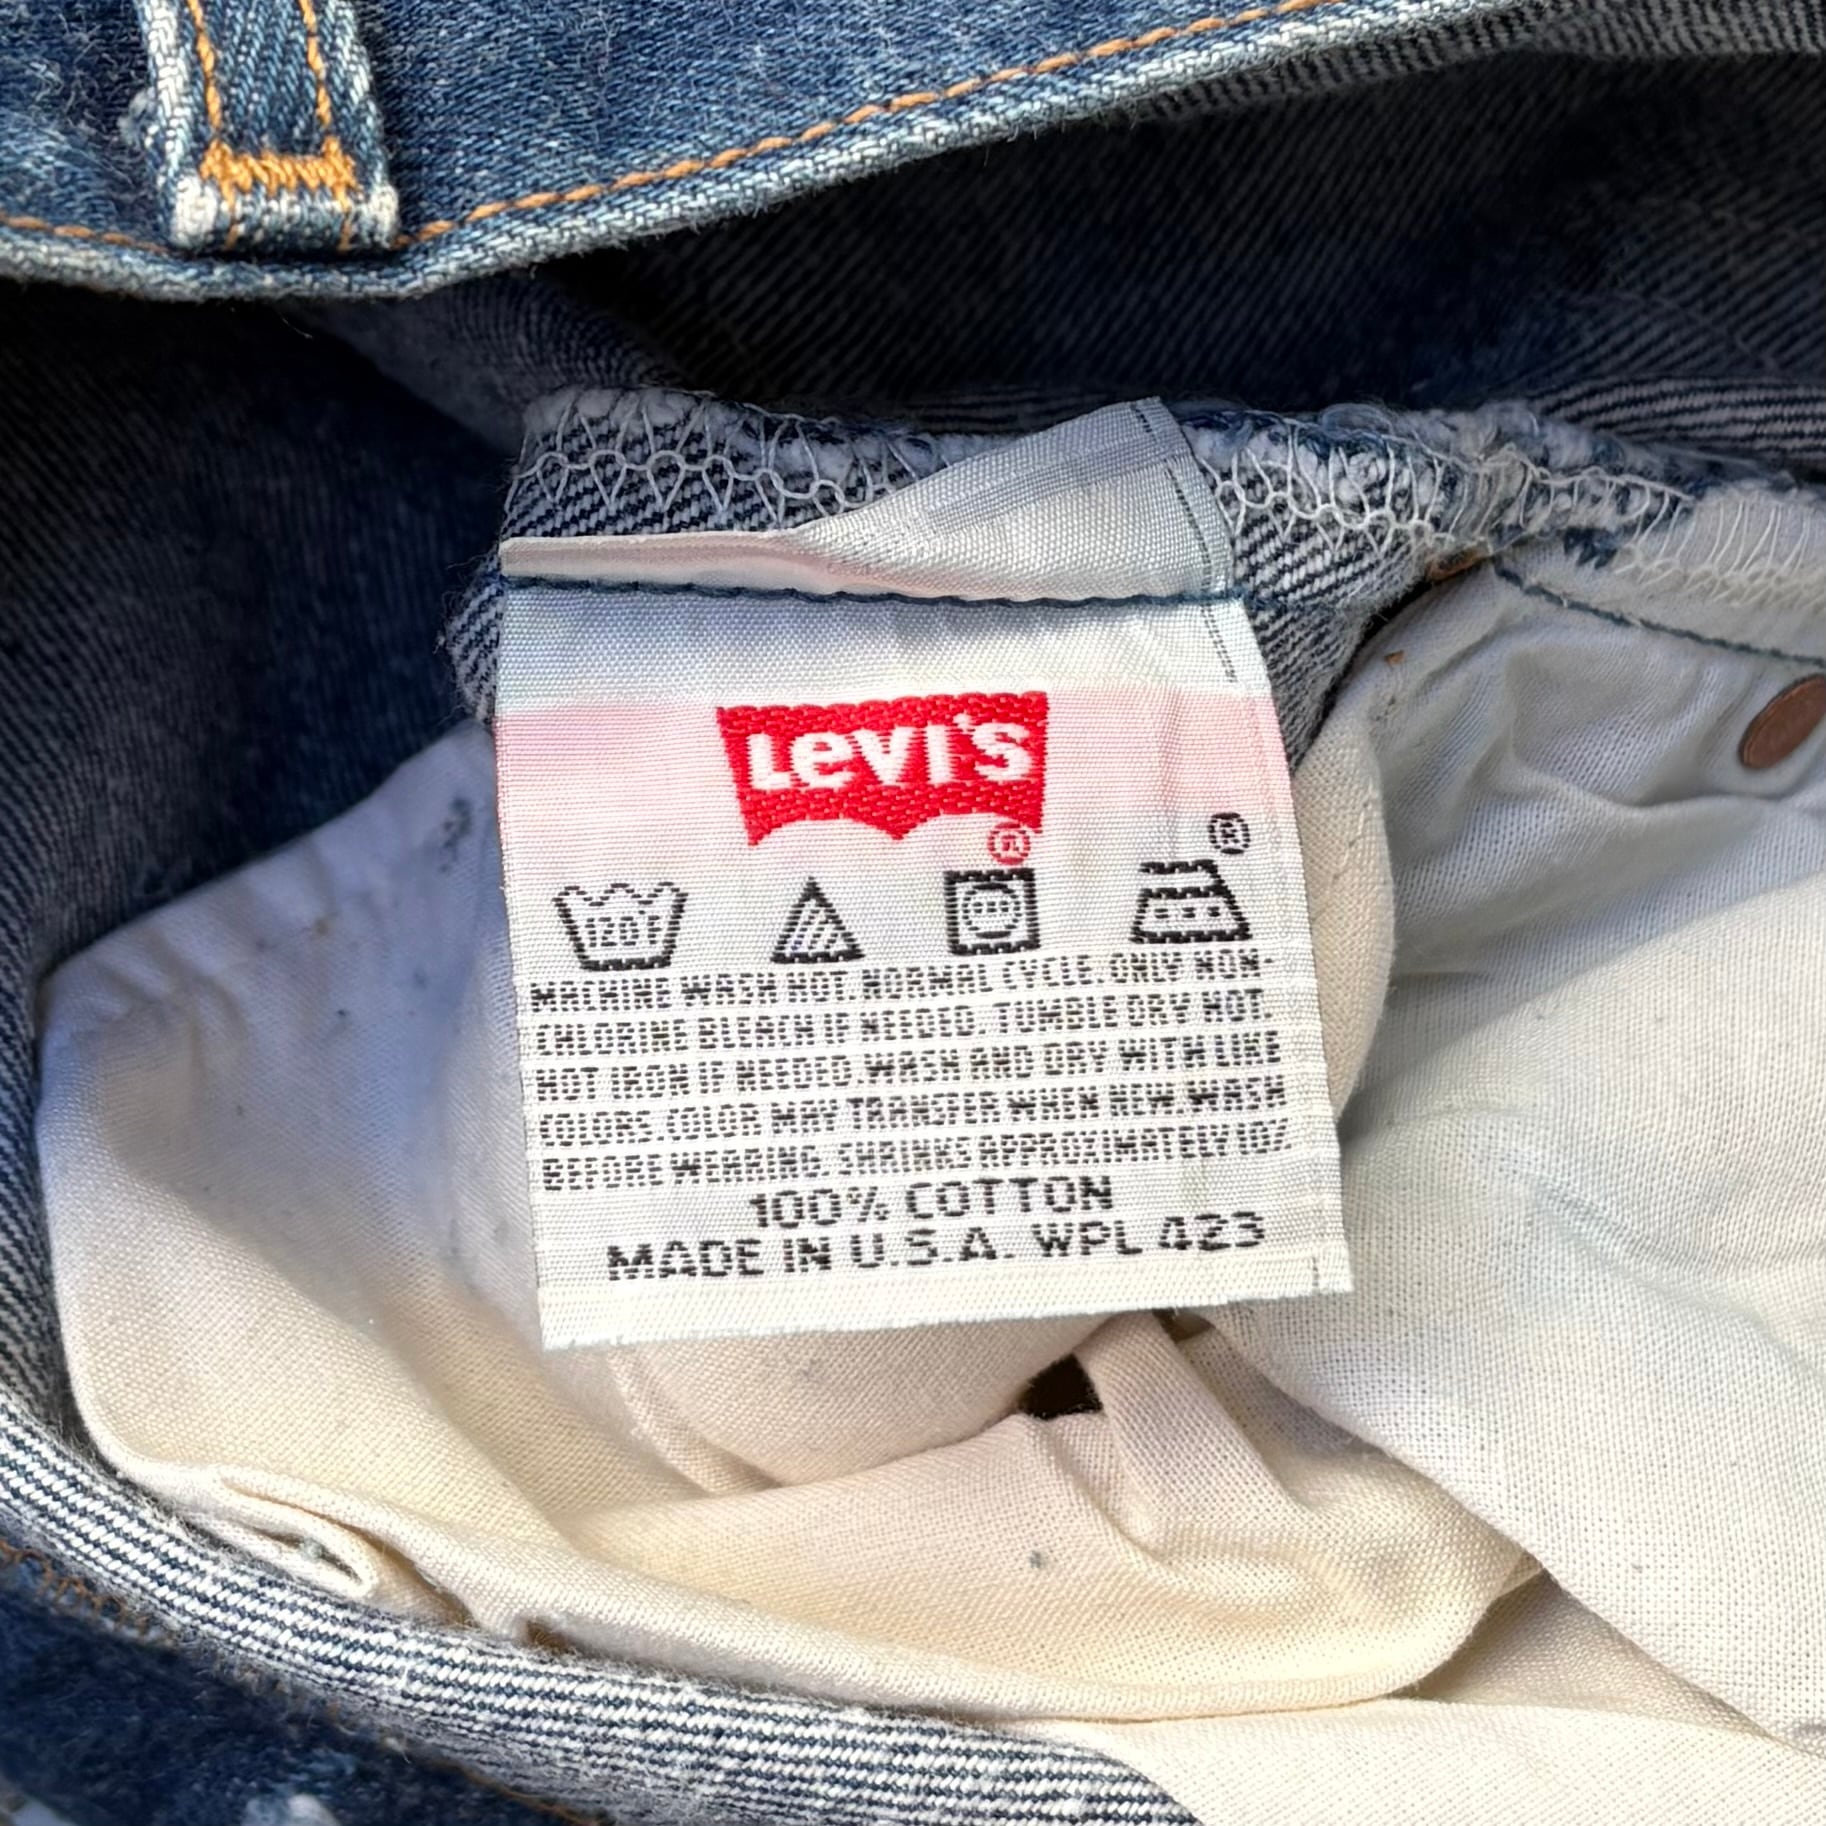 LEVI'S
®
®
120°F
MACHINE WASH HOT. NORMAL CYCLE. ONLY NON-
CHLORINE BLEACH IF NEEDED. TUMBLE DRY HOT.
HOT IRON IF NEEDED. WASH AND DRY WITH LIKE
COLORS. COLOR MAY TRANSFER WHEN NEW. WASH
BEFORE WEARING. SHRINKS APPROXIMATELY 10%
100% COTTON
MADE IN U.S.A. WPL 423